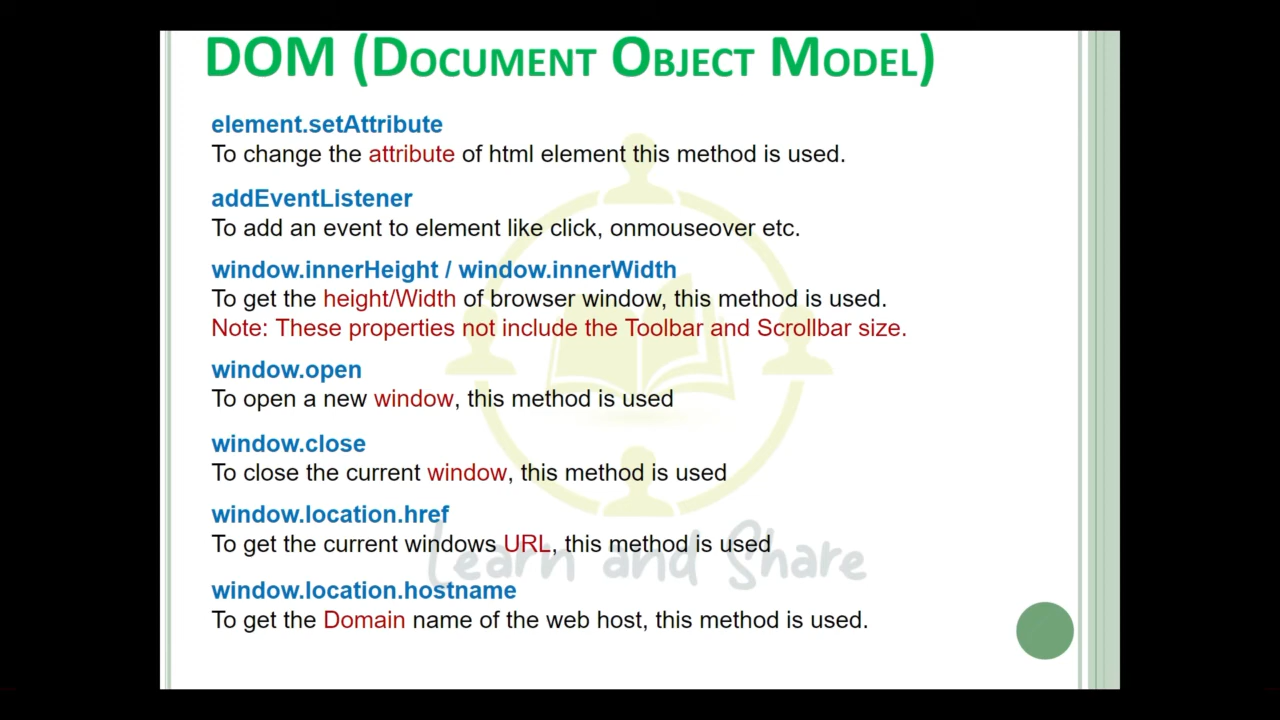 DOM (DOCUMENT OBJECT MODEL)
element.setAttribute
To change the attribute of html element this method is used.
addEventListener
To add an event to element like click, onmouseover etc.
window.innerHeight / window.innerWidth
To get the height/Width of browser window, this method is used.
Note: These properties not include the Toolbar and Scrollbar size.
window.open
To open a new window, this method is used
window.close
To close the current window, this method is used
window.location.href
To get the current windows URL, this method is used
Learn and Share
window.location.hostname
To get the Domain name of the web host, this method is used.